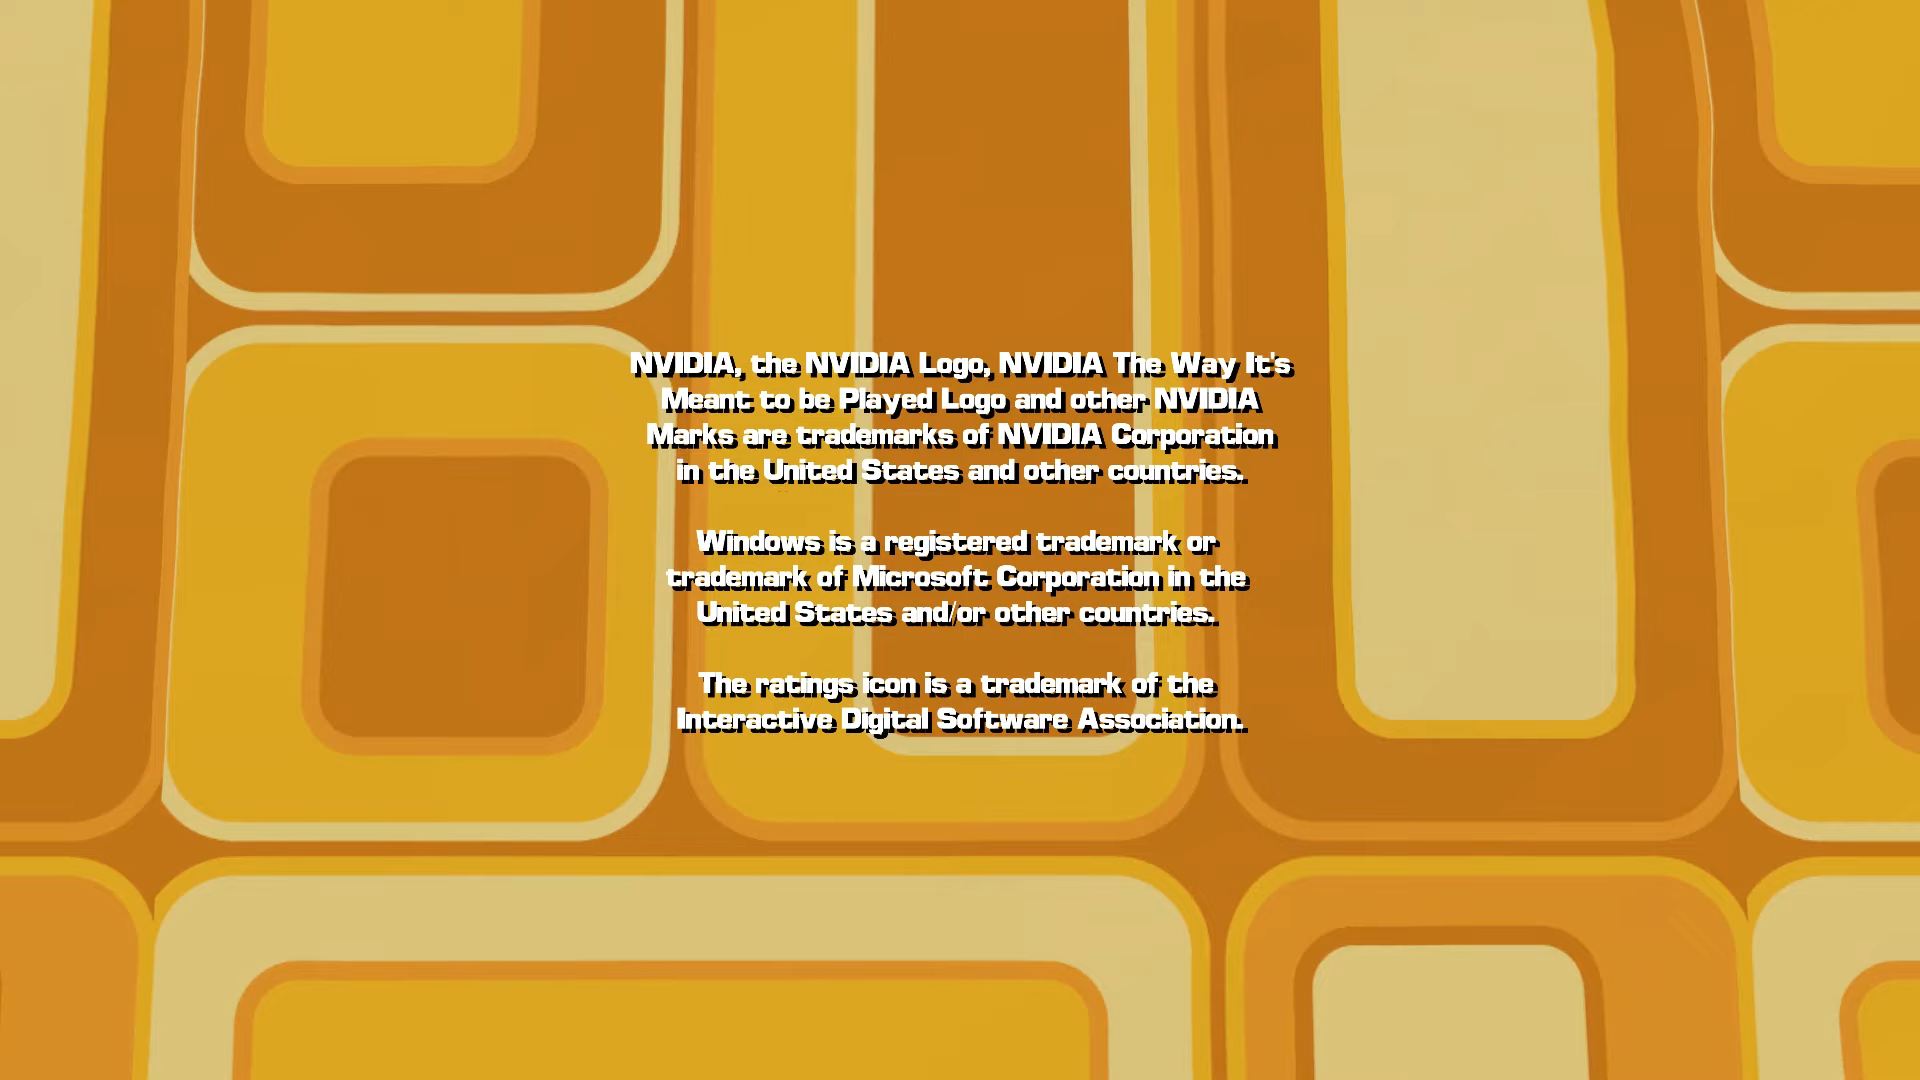 NVIDIA, the NVIDIA Logo, NVIDIA The Way It's
Meant to be Played Logo and other NVIDIA
Marks are trademarks of NVIDIA Corporation
in the United States and other countries.
Windows is a registered trademark or
trademark of Microsoft Corporation in the
United States and/or other countries.
The ratings icon is a trademark of the
Interactive Digital Software Association.